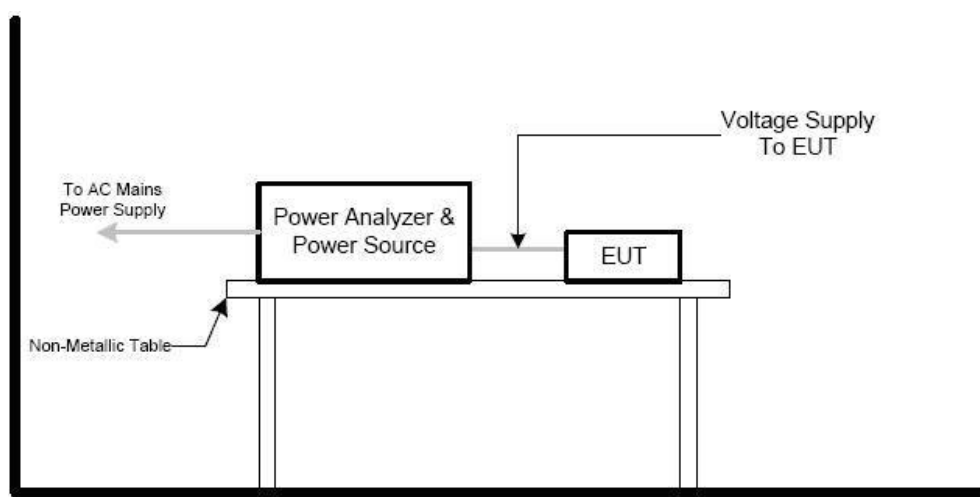 Voltage Supply
To EUT
To AC Mains
Power Supply
Power Analyzer &
Power Source
EUT
Non-Metallic Table